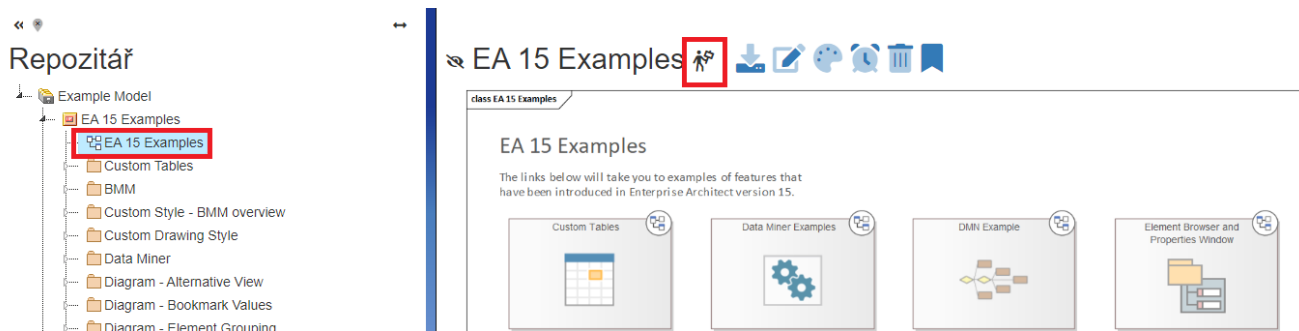 Repozitář
Example Model
EA 15 Examples
EA 15 Examples
Custom Tables
BMM
Custom Style - BMM overview
Custom Drawing Style
Data Miner
Diagram - Alternative View
Diagram - Bookmark Values
Diagram - Element Grouping
EA 15 Examples
class EA 15 Examples
EA 15 Examples
The links below will take you to examples of features that
have been introduced in Enterprise Architect version 15.
Custom Tables
Data Miner Examples
DMN Example
Element Browser and
Properties Window